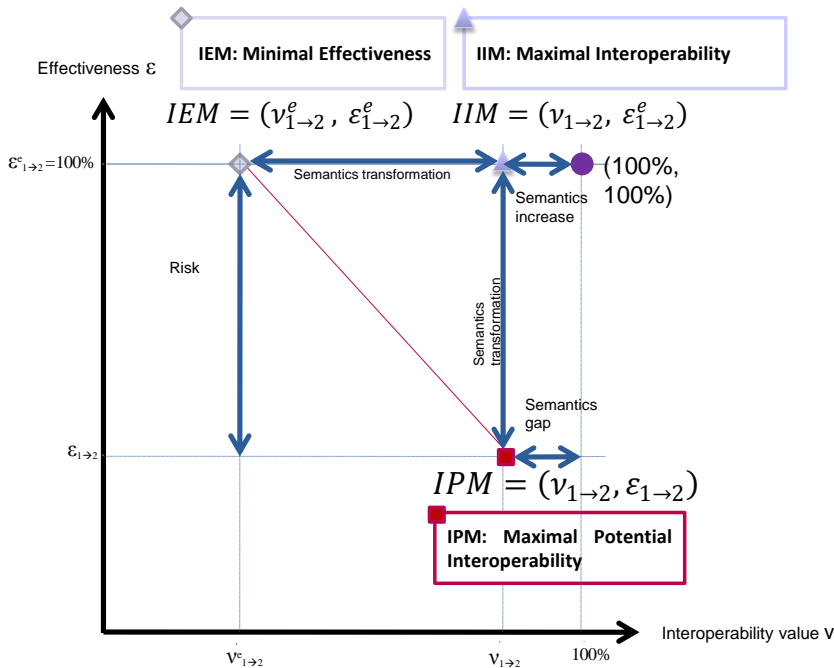 IEM: Minimal Effectiveness
IIM: Maximal Interoperability
Effectiveness ε
IEM = (ν^e_{1→2}, ε^e_{1→2})
IIM = (ν_{1→2}, ε^e_{1→2})
ε^e_{1→2}=100%
Semantics transformation
(100%,
100%)
Semantics
increase
Risk
Semantics
transformation
Semantics
gap
ε_{1→2}
IPM = (ν_{1→2}, ε_{1→2})
IPM: Maximal Potential
Interoperability
Interoperability value ν
ν^e_{1→2}
ν_{1→2}
100%